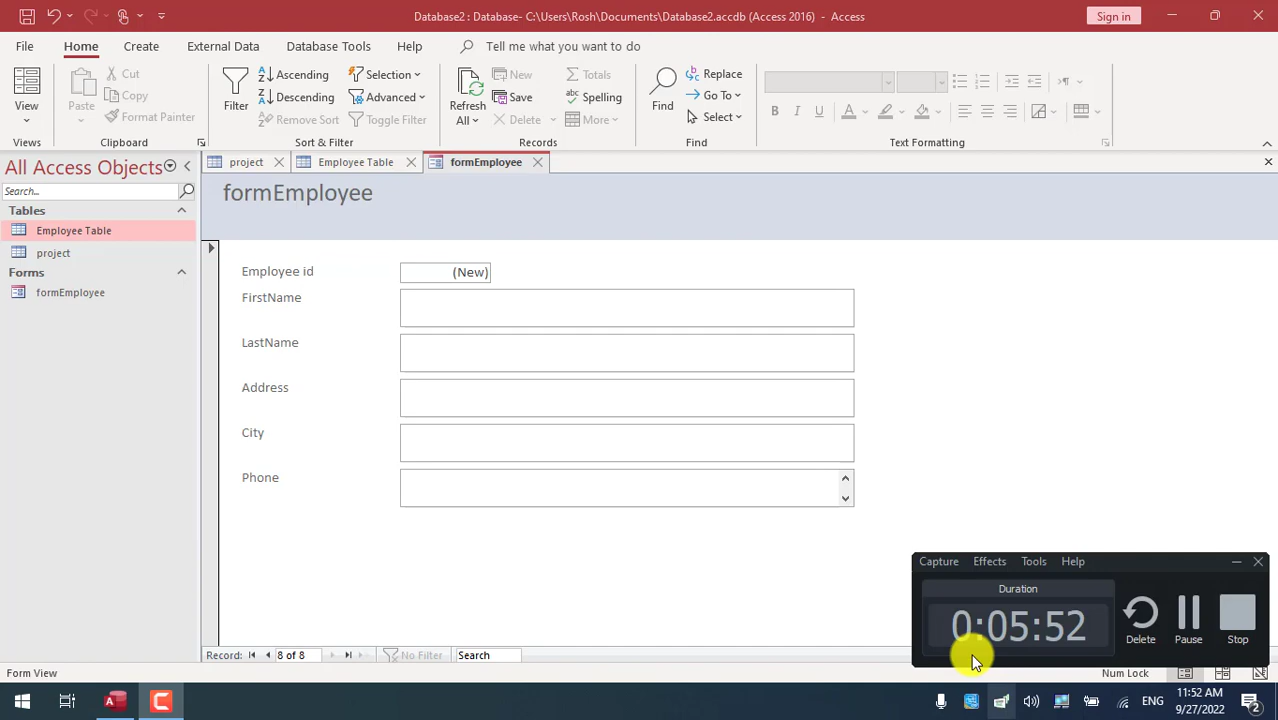 Database2 : Database- C:\Users\Rosh\Documents\Database2.accdb (Access 2016) - Access
Sign in
File Home Create External Data Database Tools Help Tell me what you want to do
View
Views
Paste
Cut
Copy
Format Painter
Clipboard
Filter
Ascending
Descending
Remove Sort
Selection
Advanced
Toggle Filter
Sort & Filter
Refresh
All
New
Save
Delete
Totals
Spelling
More
Records
Find
Replace
Go To
Select
Find
B I U A
Text Formatting
All Access Objects
Search...
Tables
Employee Table
project
Forms
formEmployee
project Employee Table formEmployee
formEmployee
Employee id (New)
FirstName
LastName
Address
City
Phone
Capture Effects Tools Help
Duration
0:05:52
Delete Pause Stop
Record: 8 of 8 No Filter Search
Form View Num Lock
ENG
11:52 AM
9/27/2022
2